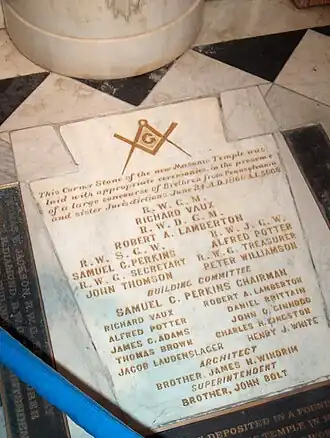 G
This Corner Stone of the new Masonic Temple was
laid with appropriate ceremonies, in the presence
of a large concourse of Brethren from Pennsylvania
and sister Jurisdictions, June 24 A.D. 1868 A.L. 5868
R. W. G. M.
RICHARD VAUX
R. W. D. G. M.
ROBERT A. LAMBERTON
R. W. S. G. W. R. W. J. G. W.
SAMUEL C. PERKINS ALFRED POTTER
R. W. G. SECRETARY R. W. G. TREASURER
JOHN THOMSON PETER WILLIAMSON
BUILDING COMMITTEE
SAMUEL C. PERKINS CHAIRMAN
RICHARD VAUX ROBERT A. LAMBERTON
ALFRED POTTER DANIEL BRITTAIN
JAMES C. ADAMS JOHN O.
THOMAS BROWN CHARLES H. KINGSTON
JACOB LAUDENSLAGER HENRY J. WHITE
ARCHITECT
BROTHER, JAMES H. WINDRIM
SUPERINTENDENT
BROTHER, JOHN BOLT
DEPOSITED IN A
TEMPLE IN